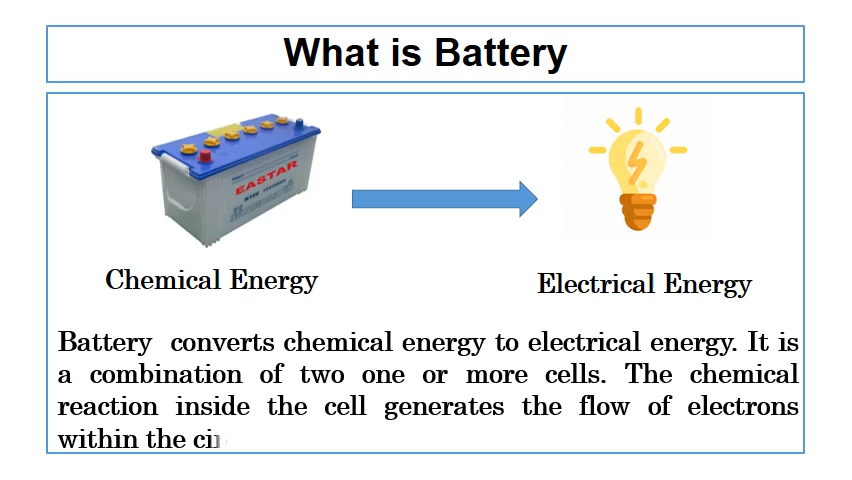 What is Battery
EASTAR
Chemical Energy
Electrical Energy
Battery converts chemical energy to electrical energy. It is
a combination of two one or more cells. The chemical
reaction inside the cell generates the flow of electrons
within the